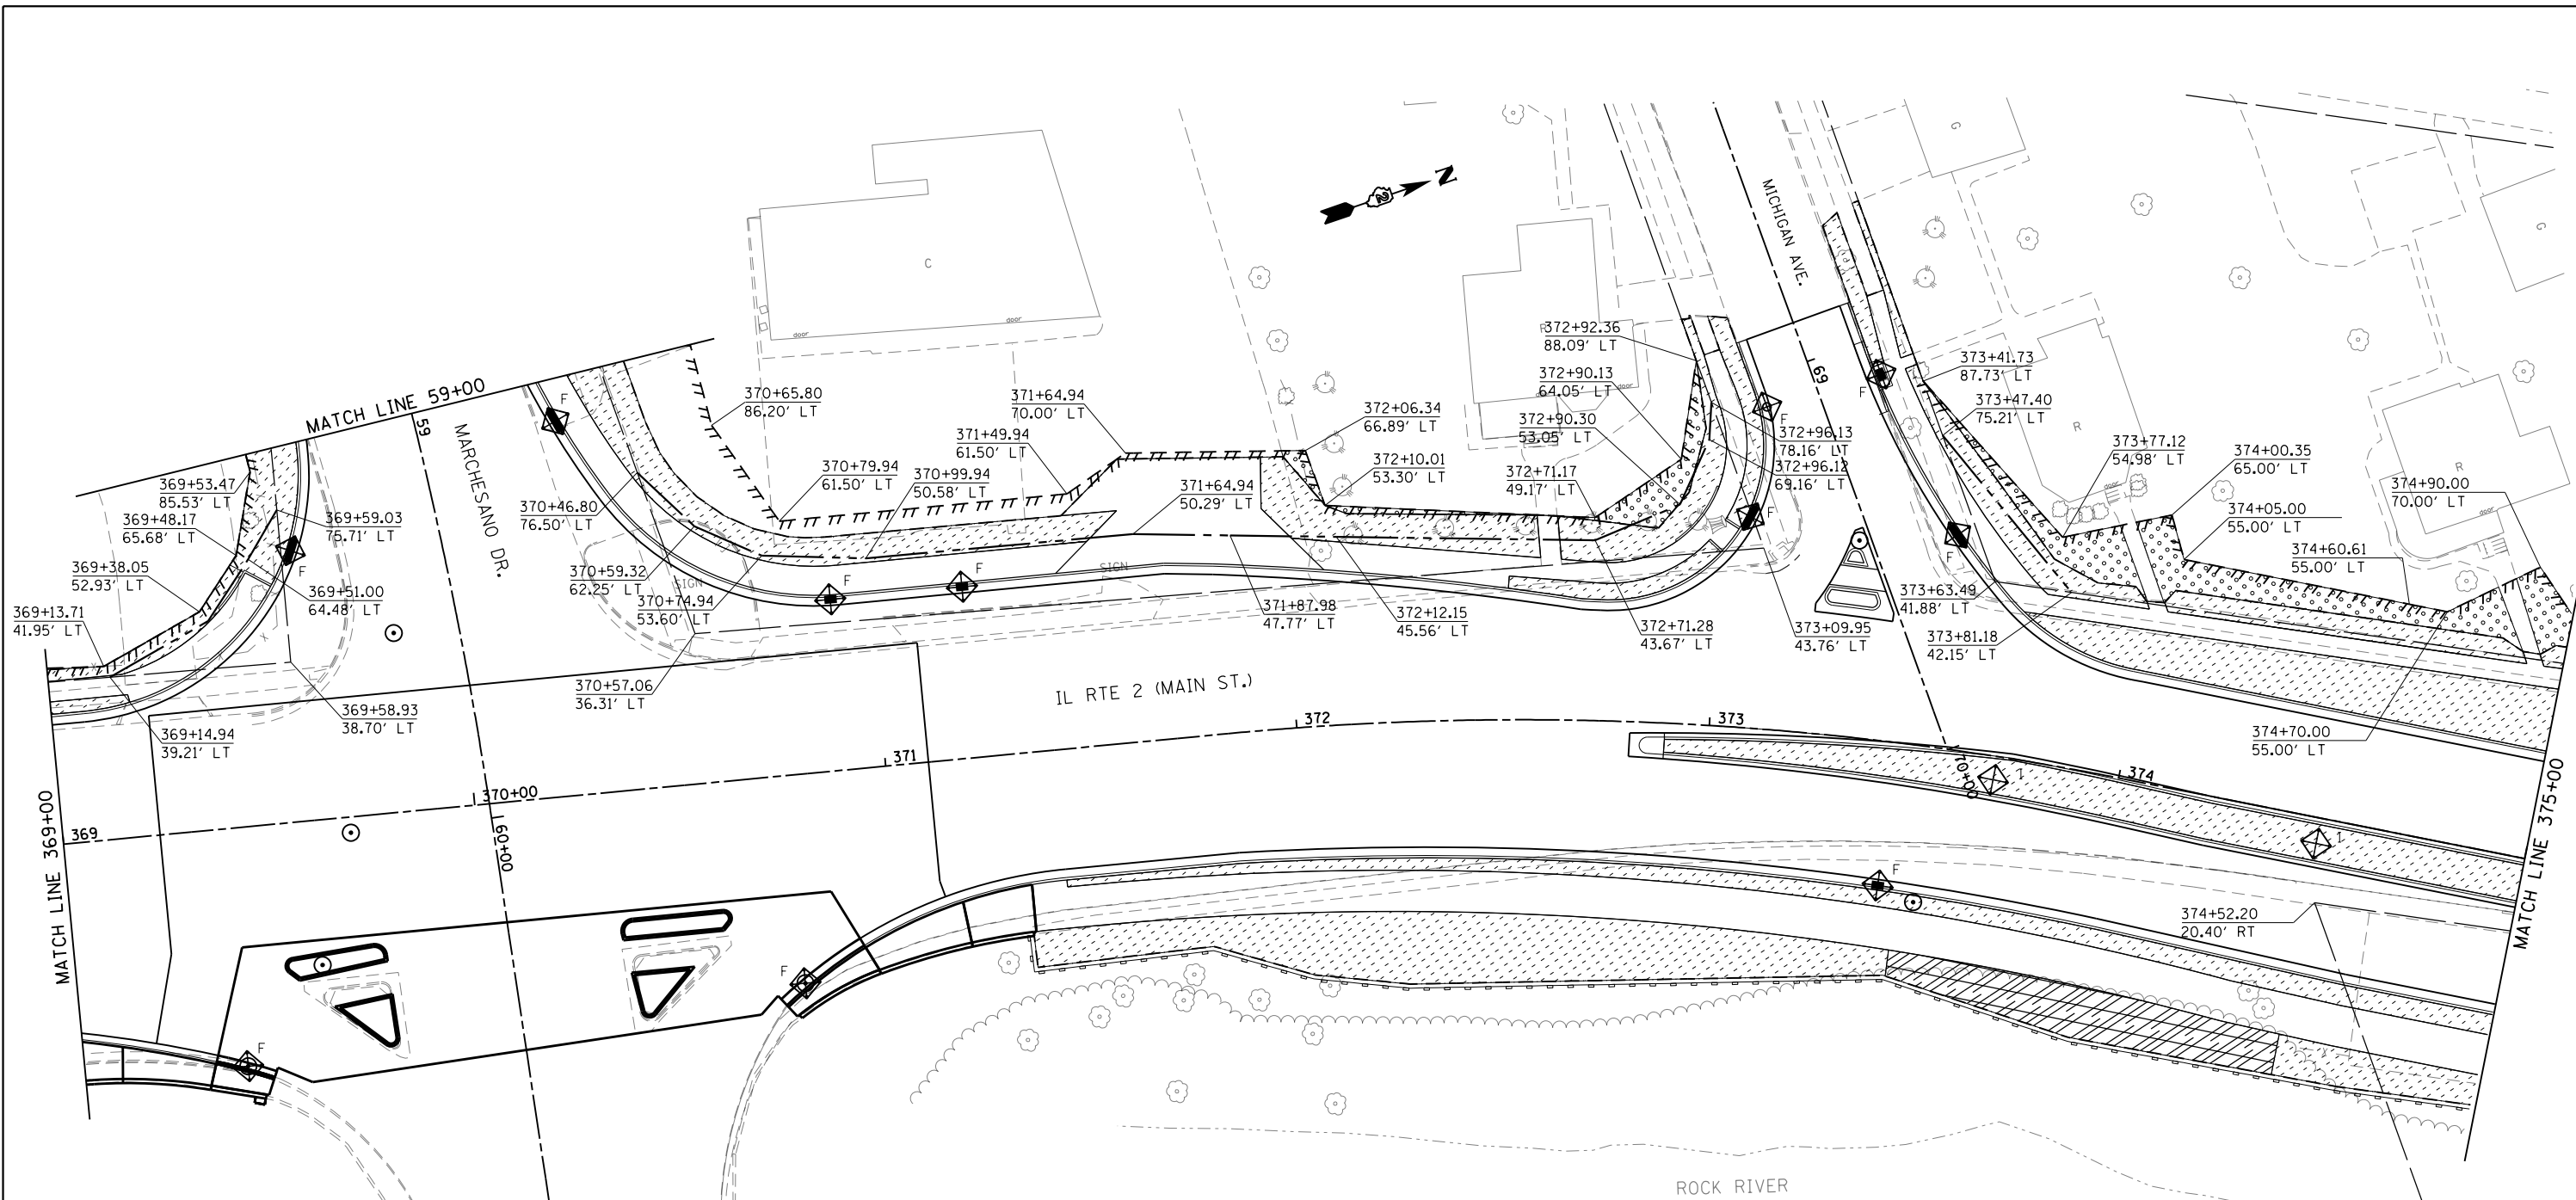 MATCH LINE 59+00
59
MARCHESANO DR.
C
door
door
2
N
MICHIGAN AVE.
69
G
G
R
R
R
door
door
369+53.47
85.53' LT
369+48.17
65.68' LT
369+38.05
52.93' LT
369+13.71
41.95' LT
369+59.03
75.71' LT
369+51.00
64.48' LT
369+58.93
38.70' LT
369+14.94
39.21' LT
F
F
370+65.80
86.20' LT
370+46.80
76.50' LT
370+59.32
62.25' LT
370+74.94
53.60' LT
370+57.06
36.31' LT
370+79.94
61.50' LT
370+99.94
50.58' LT
SIGN
F
F
SIGN
371+49.94
61.50' LT
371+64.94
70.00' LT
371+64.94
50.29' LT
371+87.98
47.77' LT
372+06.34
66.89' LT
372+10.01
53.30' LT
372+12.15
45.56' LT
372+92.36
88.09' LT
372+90.13
64.05' LT
372+90.30
53.05' LT
372+71.17
49.17' LT
372+71.28
43.67' LT
372+96.13
78.16' LT
372+96.12
69.16' LT
373+09.95
43.76' LT
F
F
F
F
373+41.73
87.73' LT
373+47.40
75.21' LT
373+77.12
54.98' LT
373+63.49
41.88' LT
373+81.18
42.15' LT
374+00.35
65.00' LT
374+05.00
55.00' LT
374+60.61
55.00' LT
374+90.00
70.00' LT
374+70.00
55.00' LT
IL RTE 2 (MAIN ST.)
369
370+00
371
372
373
374
60+00
70+00
1
1
F
F
F
374+52.20
20.40' RT
MATCH LINE 369+00
MATCH LINE 375+00
ROCK RIVER